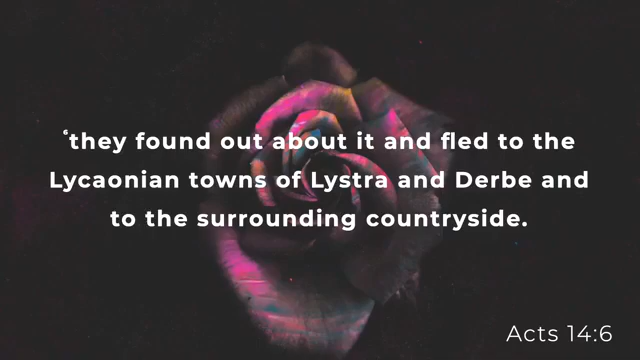 ⁶they found out about it and fled to the
Lycaonian towns of Lystra and Derbe and
to the surrounding countryside.
Acts 14:6